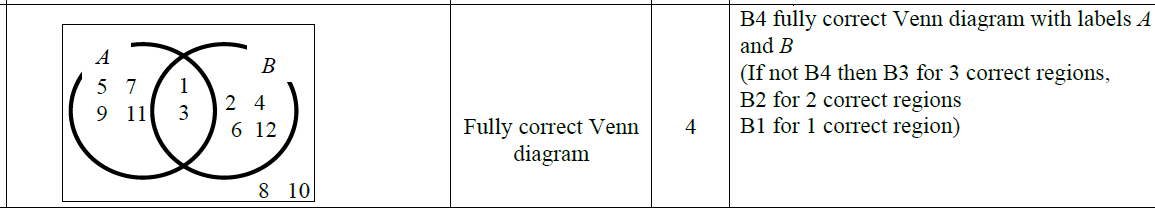 A
B
5 7
1
9 11
3
2 4
6 12
8 10
Fully correct Venn
diagram
4
B4 fully correct Venn diagram with labels A
and B
(If not B4 then B3 for 3 correct regions,
B2 for 2 correct regions
B1 for 1 correct region)